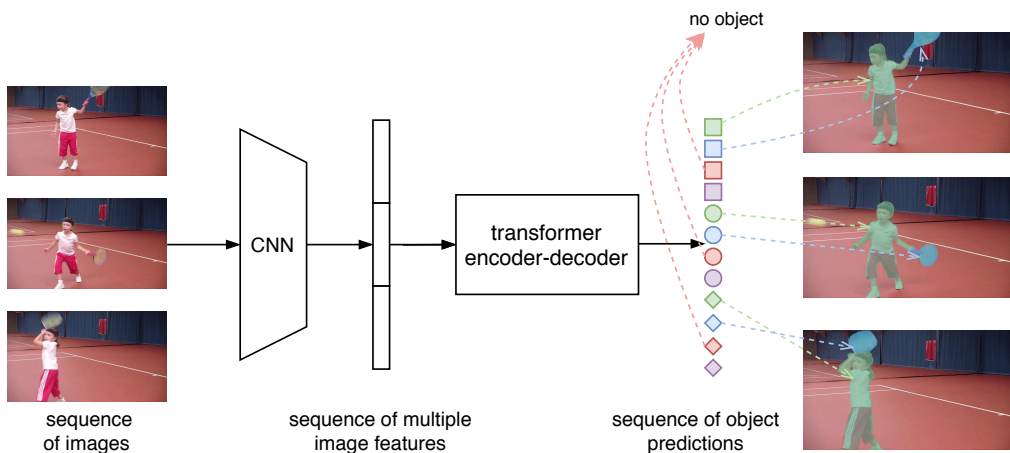 no object
CNN
transformer
encoder-decoder
sequence
of images
sequence of multiple
image features
sequence of object
predictions